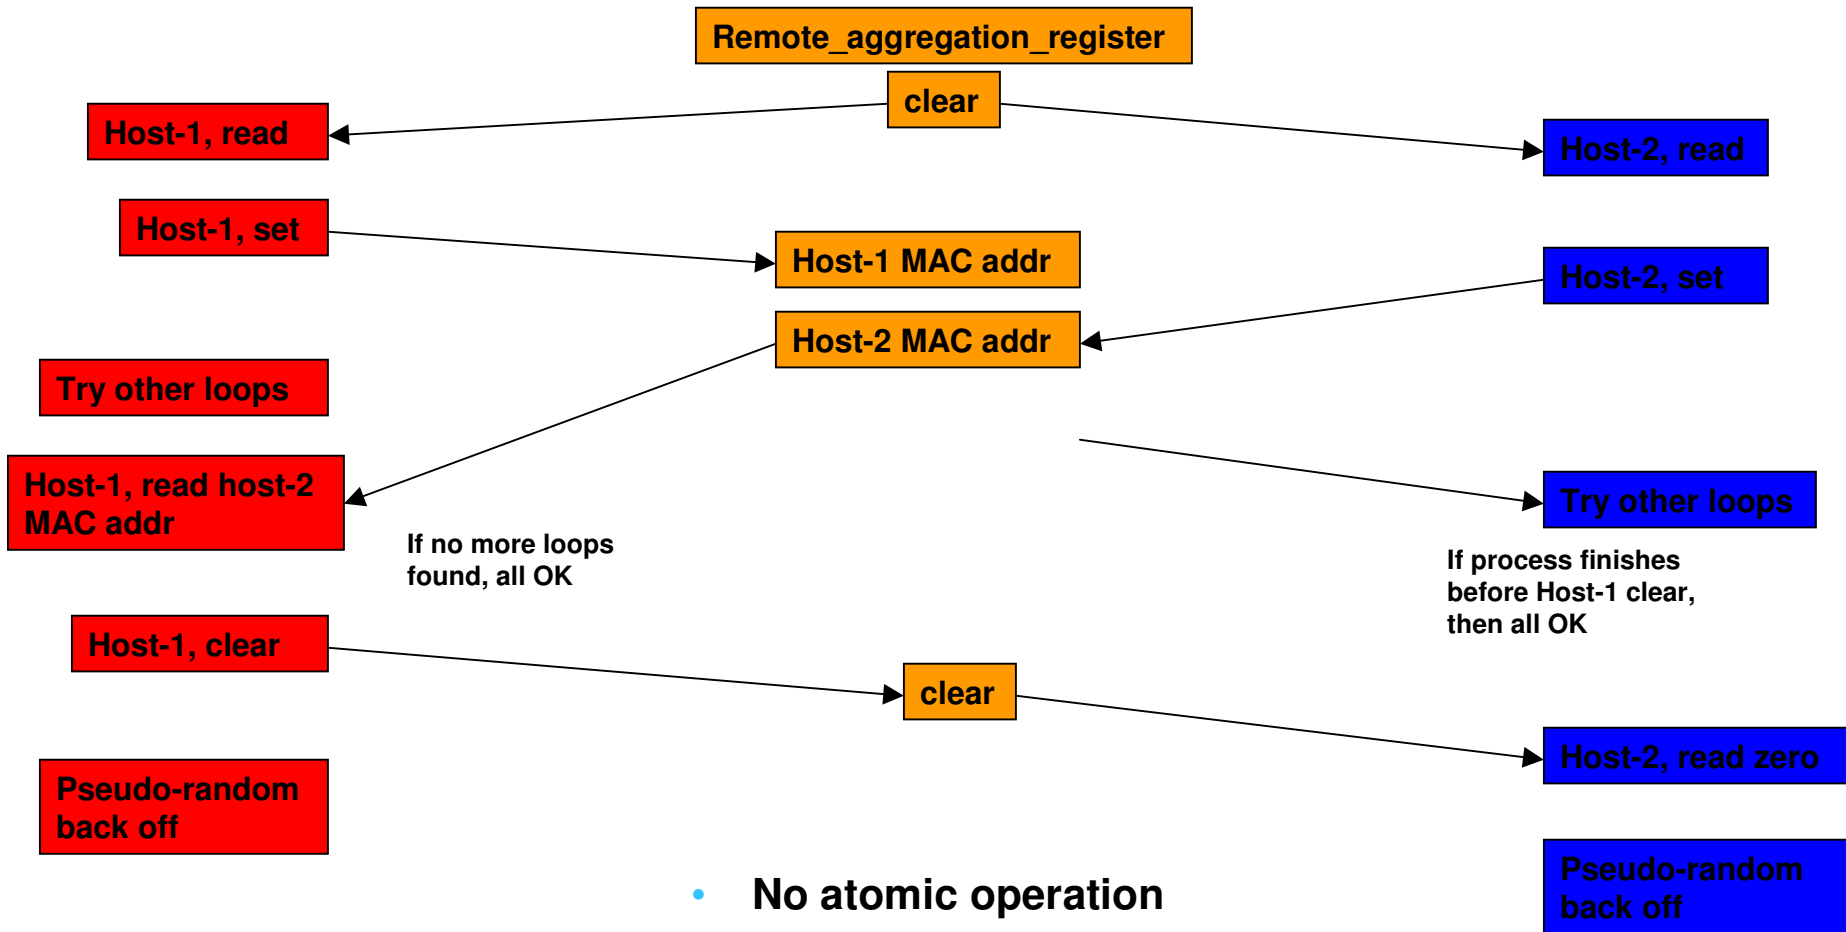 Remote_aggregation_register
clear
Host-1, read
Host-2, read
Host-1, set
Host-1 MAC addr
Host-2, set
Host-2 MAC addr
Try other loops
Host-1, read host-2
MAC addr
Try other loops
If no more loops
found, all OK
If process finishes
before Host-1 clear,
then all OK
Host-1, clear
clear
Host-2, read zero
Pseudo-random
back off
Pseudo-random
back off
• No atomic operation